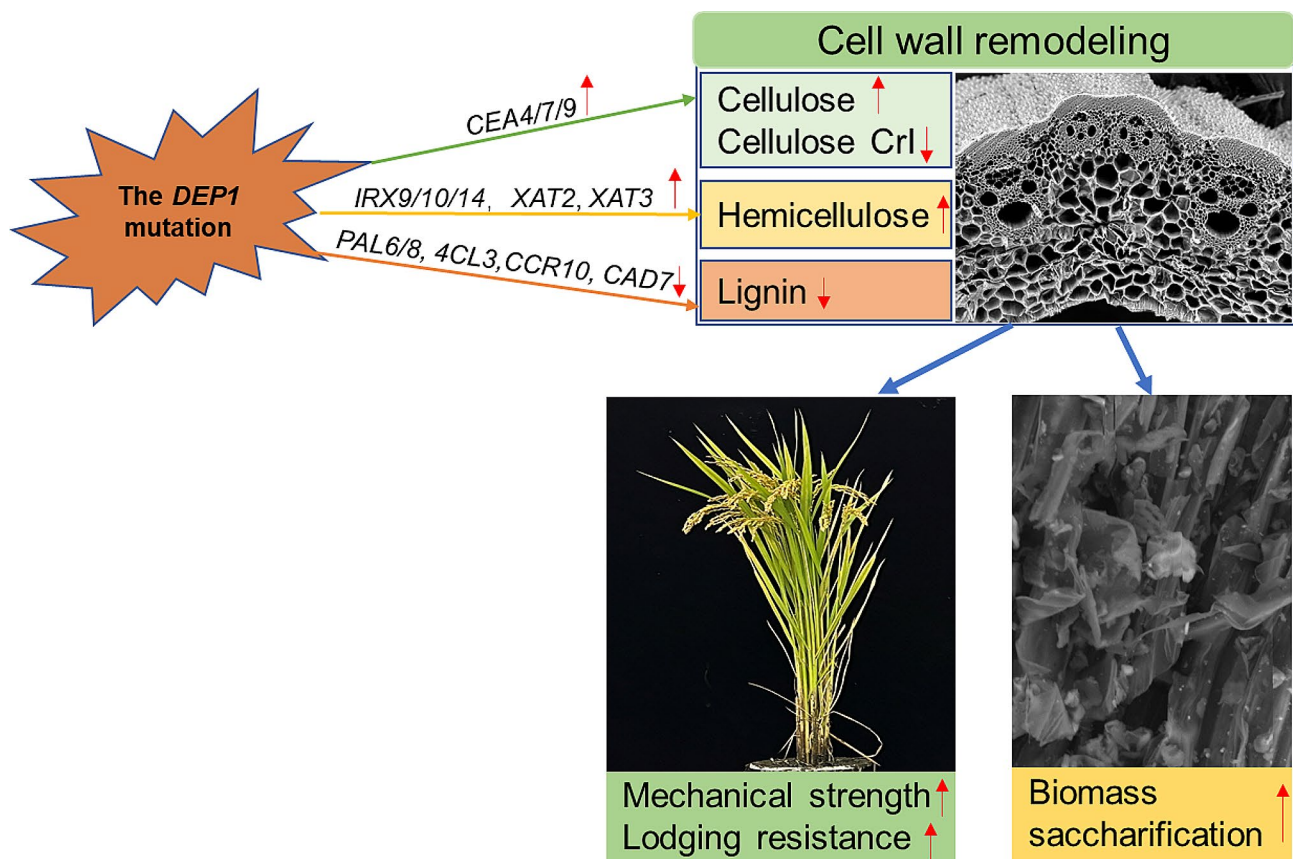 Cell wall remodeling
The DEP1
mutation
CEA4/7/9
IRX9/10/14, XAT2, XAT3
PAL6/8, 4CL3,CCR10, CAD7
Cellulose
Cellulose CrI
Hemicellulose
Lignin
Mechanical strength
Lodging resistance
Biomass
saccharification